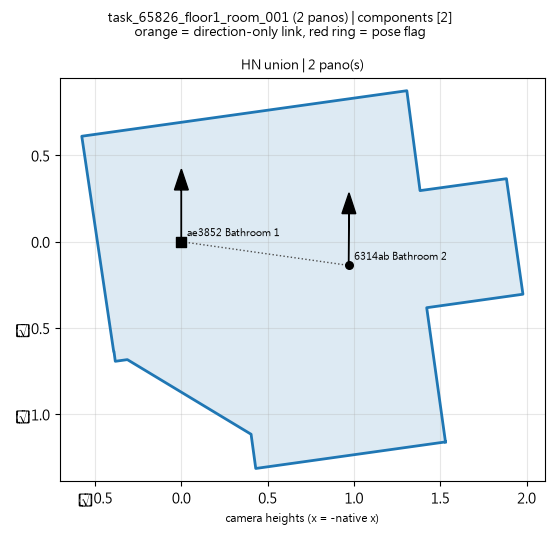 task_65826_floor1_room_001 (2 panos) | components [2]
orange = direction-only link, red ring = pose flag
HN union | 2 pano(s)
0.5
0.0
0.5
1.0
ae3852 Bathroom 1
6314ab Bathroom 2
0.5 0.0 0.5 1.0 1.5 2.0
camera heights (x = -native x)